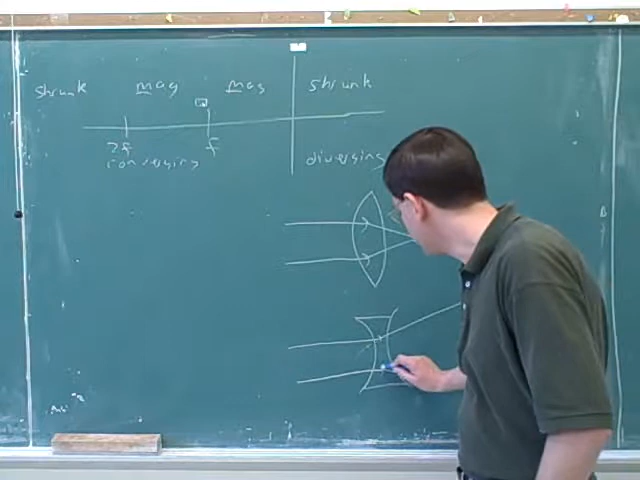 shrunk mag mag shrunk
2f f
converging diverging